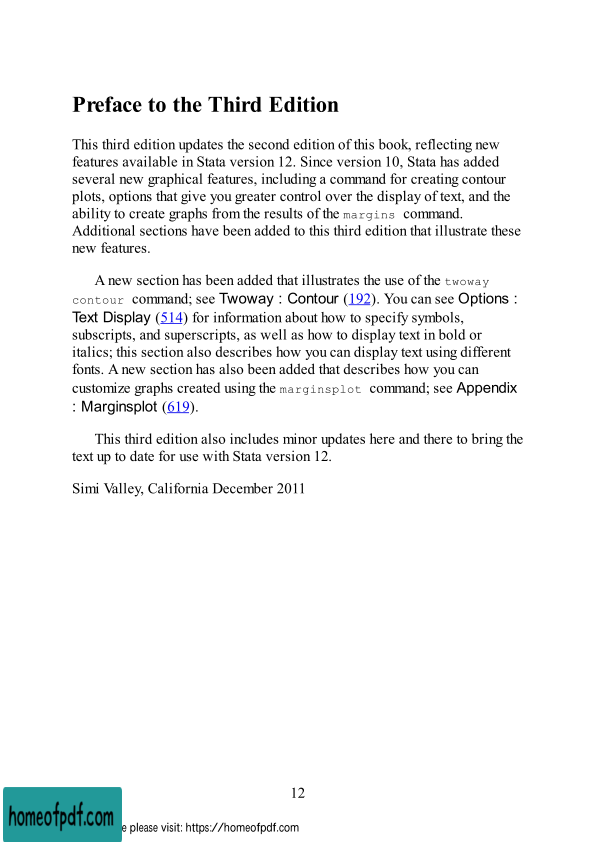 Preface to the Third Edition
This third edition updates the second edition of this book, reflecting new
features available in Stata version 12. Since version 10, Stata has added
several new graphical features, including a command for creating contour
plots, options that give you greater control over the display of text, and the
ability to create graphs from the results of the margins command.
Additional sections have been added to this third edition that illustrate these
new features.
A new section has been added that illustrates the use of the twoway
contour command; see Twoway : Contour (192). You can see Options :
Text Display (514) for information about how to specify symbols,
subscripts, and superscripts, as well as how to display text in bold or
italics; this section also describes how you can display text using different
fonts. A new section has also been added that describes how you can
customize graphs created using the marginsplot command; see Appendix
: Marginsplot (619).
This third edition also includes minor updates here and there to bring the
text up to date for use with Stata version 12.
Simi Valley, California December 2011
12
homeofpdf.com
e please visit: https://homeofpdf.com